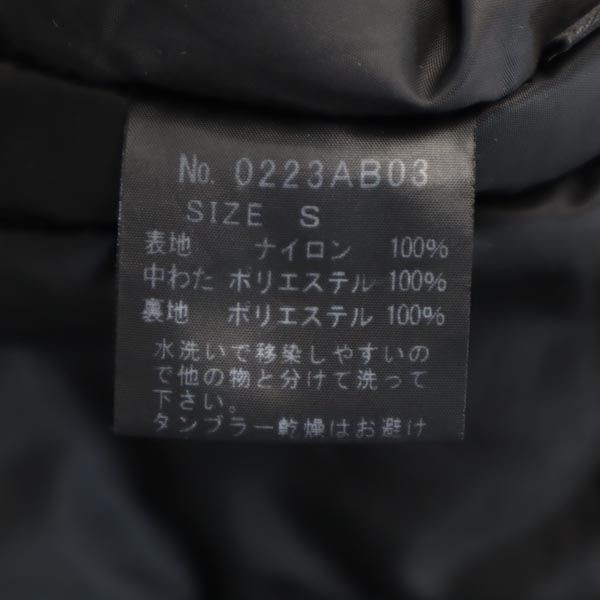 No. 0223AB03
SIZE S
表地 ナイロン 100%
中わた ポリエステル 100%
裏地 ポリエステル 100%
水洗いで移染しやすいの
で他の物と分けて洗って
下さい。
タンブラー乾燥はお避け